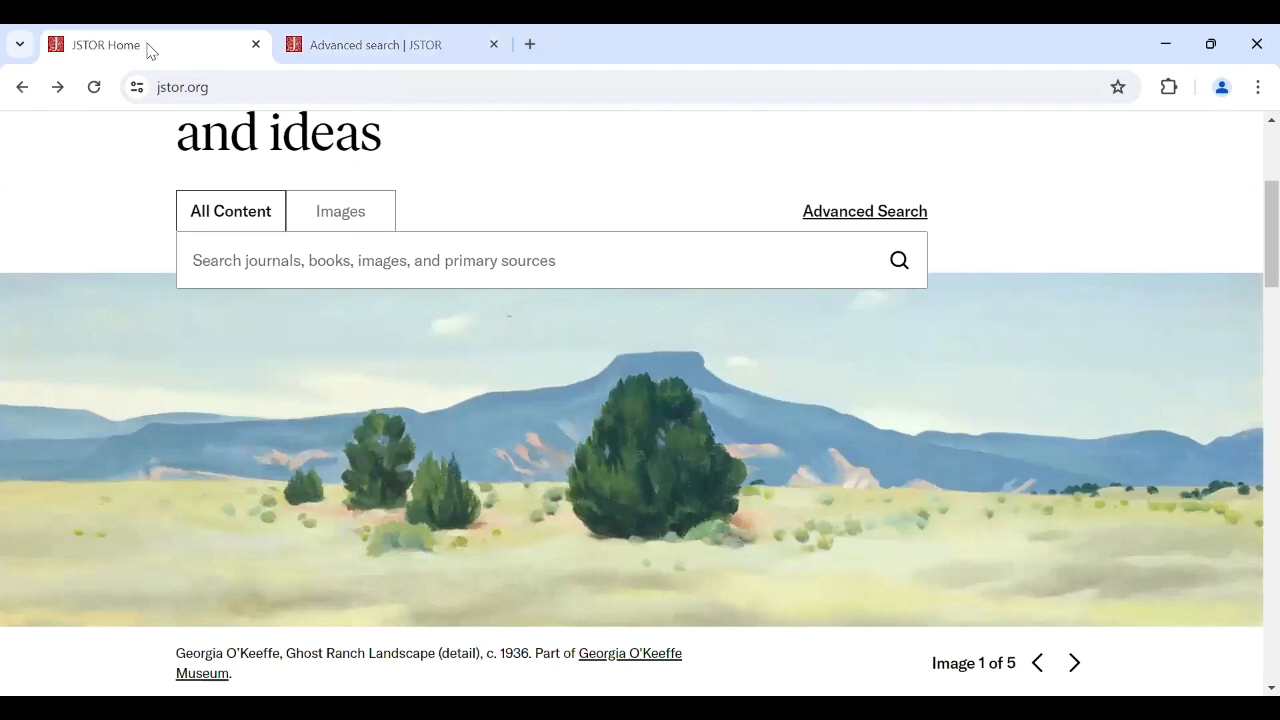 JSTOR Home
Advanced search | JSTOR
jstor.org
and ideas
All Content
Images
Advanced Search
Search journals, books, images, and primary sources
Georgia O'Keeffe, Ghost Ranch Landscape (detail), c. 1936. Part of Georgia O'Keeffe
Museum.
Image 1 of 5